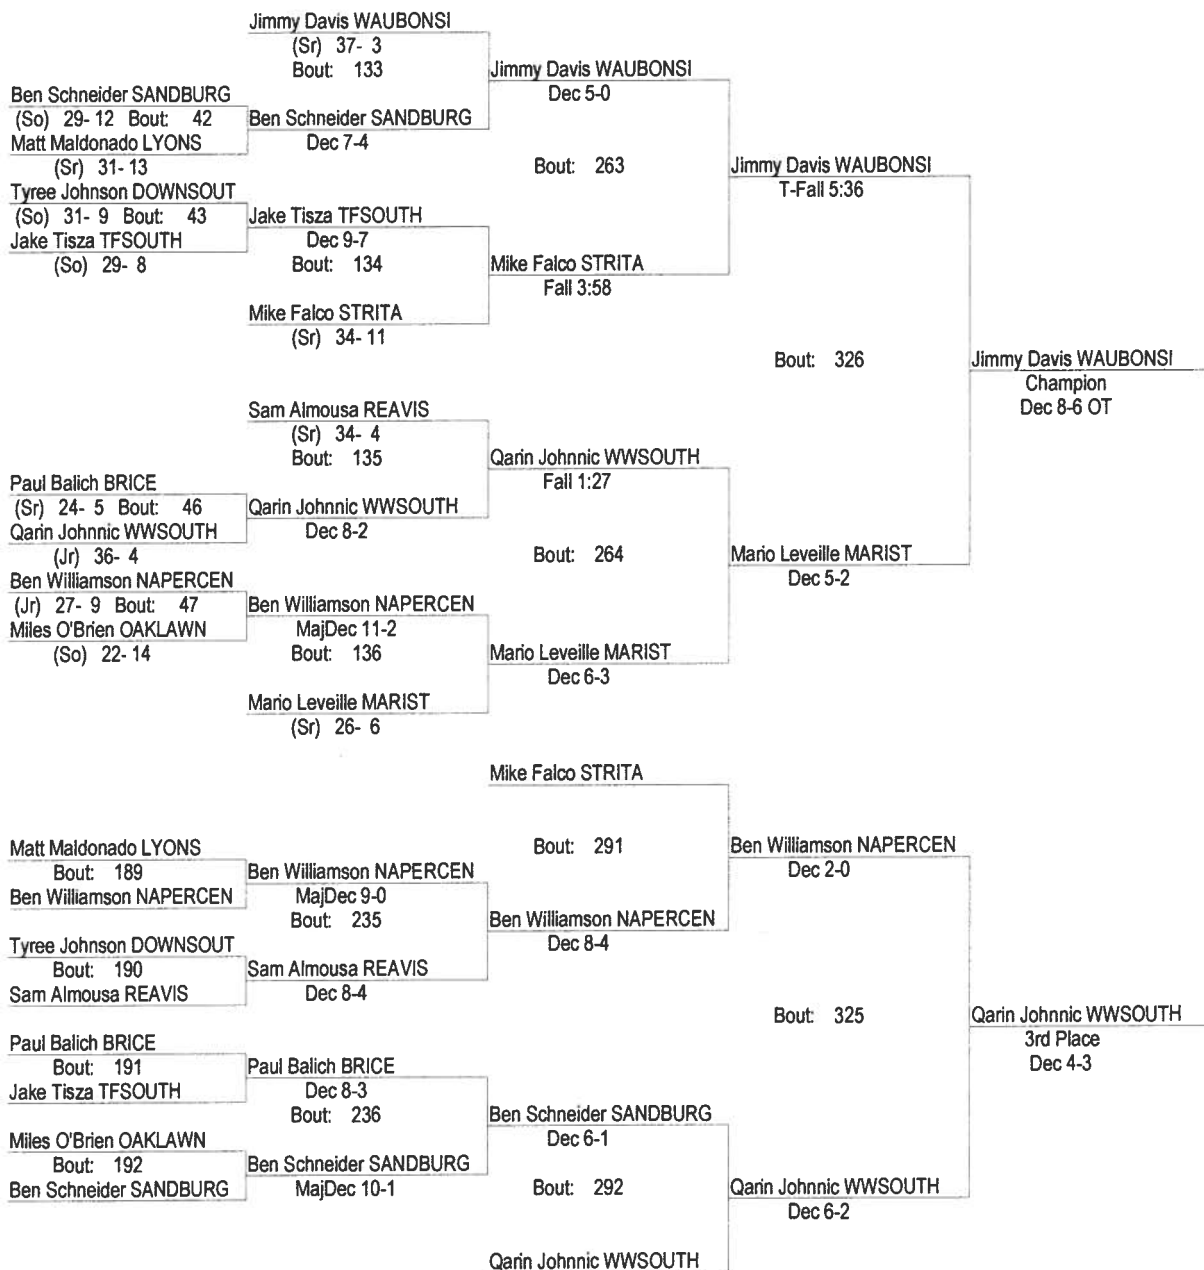 Jimmy Davis WAUBONSI
(Sr) 37- 3
Bout: 133
Jimmy Davis WAUBONSI
Dec 5-0
Ben Schneider SANDBURG
(So) 29- 12 Bout: 42
Ben Schneider SANDBURG
Dec 7-4
Matt Maldonado LYONS
(Sr) 31- 13
Bout: 263
Jimmy Davis WAUBONSI
T-Fall 5:36
Tyree Johnson DOWNSOUT
(So) 31- 9 Bout: 43
Jake Tisza TFSOUTH
Dec 9-7
Jake Tisza TFSOUTH
(So) 29- 8
Bout: 134
Mike Falco STRITA
Fall 3:58
Mike Falco STRITA
(Sr) 34- 11
Bout: 326
Jimmy Davis WAUBONSI
Champion
Dec 8-6 OT
Sam Almousa REAVIS
(Sr) 34- 4
Bout: 135
Qarin Johnnic WWSOUTH
Fall 1:27
Paul Balich BRICE
(Sr) 24- 5 Bout: 46
Qarin Johnnic WWSOUTH
Dec 8-2
Qarin Johnnic WWSOUTH
(Jr) 36- 4
Bout: 264
Mario Leveille MARIST
Dec 5-2
Ben Williamson NAPERCEN
(Jr) 27- 9 Bout: 47
Ben Williamson NAPERCEN
MajDec 11-2
Miles O'Brien OAKLAWN
(So) 22- 14
Bout: 136
Mario Leveille MARIST
Dec 6-3
Mario Leveille MARIST
(Sr) 26- 6
Mike Falco STRITA
Matt Maldonado LYONS
Bout: 189
Ben Williamson NAPERCEN
Bout: 291
Ben Williamson NAPERCEN
Dec 2-0
Ben Williamson NAPERCEN
MajDec 9-0
Bout: 235
Ben Williamson NAPERCEN
Dec 8-4
Tyree Johnson DOWNSOUT
Bout: 190
Sam Almousa REAVIS
Sam Almousa REAVIS
Dec 8-4
Bout: 325
Qarin Johnnic WWSOUTH
3rd Place
Dec 4-3
Paul Balich BRICE
Bout: 191
Jake Tisza TFSOUTH
Paul Balich BRICE
Dec 8-3
Bout: 236
Ben Schneider SANDBURG
Dec 6-1
Miles O'Brien OAKLAWN
Bout: 192
Ben Schneider SANDBURG
Ben Schneider SANDBURG
MajDec 10-1
Bout: 292
Qarin Johnnic WWSOUTH
Dec 6-2
Qarin Johnnic WWSOUTH